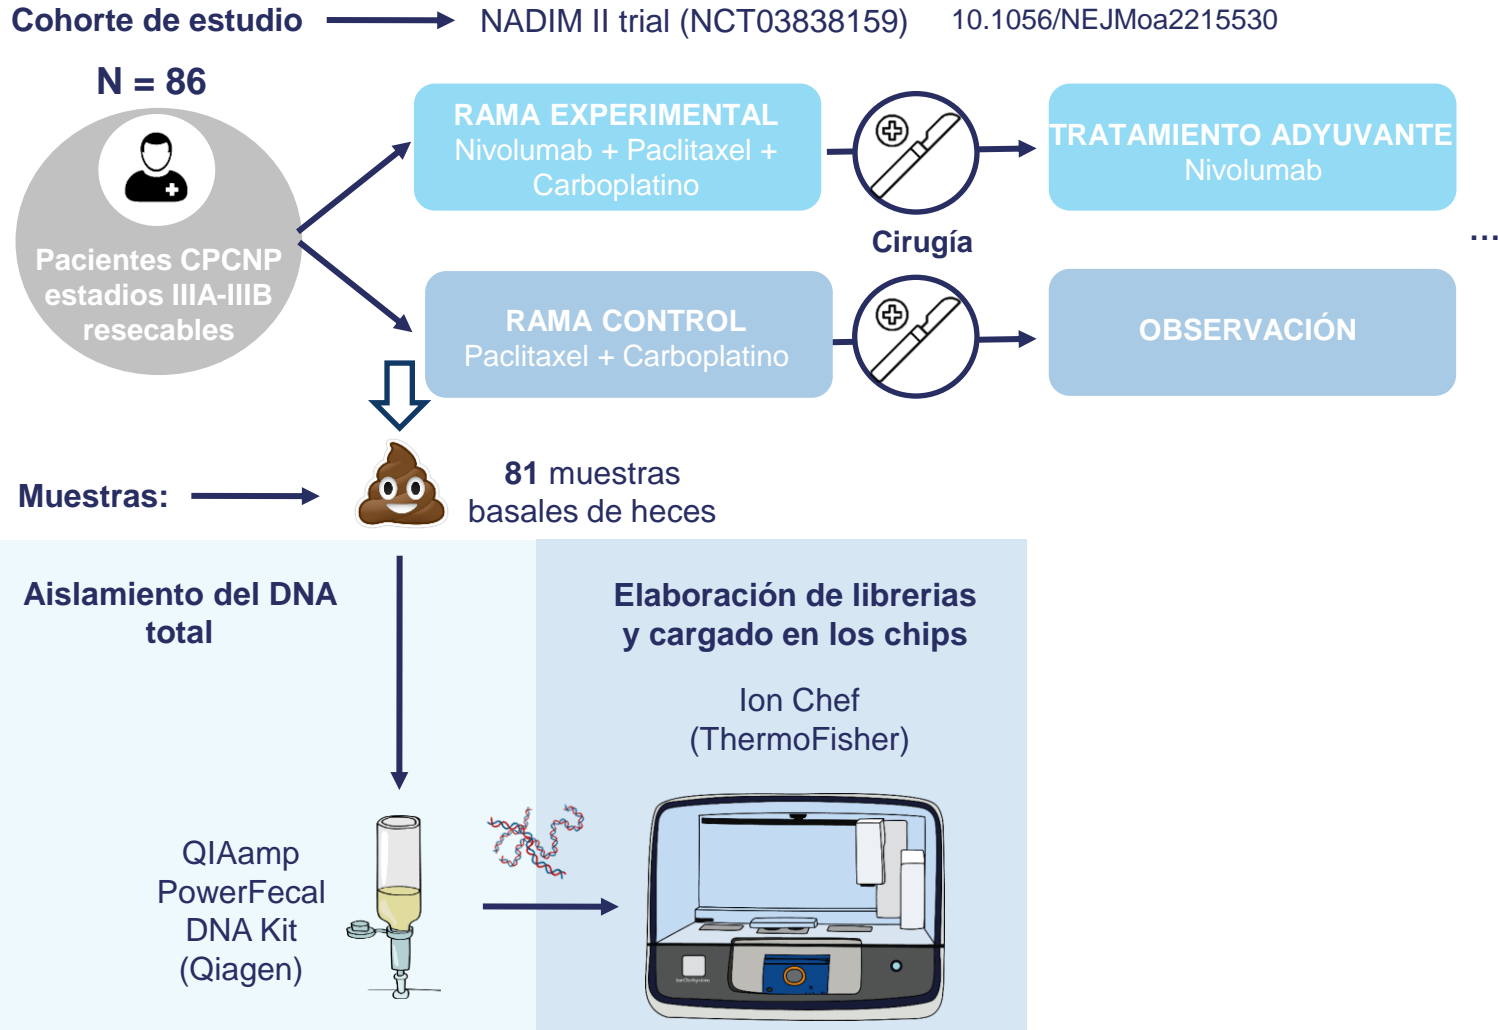 Cohorte de estudio
NADIM II trial (NCT03838159)
10.1056/NEJMoa2215530
N = 86
Pacientes CPCNP
estadios IIIA-IIIB
resecables
RAMA EXPERIMENTAL
Nivolumab + Paclitaxel +
Carboplatino
TRATAMIENTO ADYUVANTE
Nivolumab
Cirugía
...
RAMA CONTROL
Paclitaxel + Carboplatino
OBSERVACIÓN
Muestras:
81 muestras
basales de heces
Aislamiento del DNA
total
QIAamp
PowerFecal
DNA Kit
(Qiagen)
Elaboración de librerias
y cargado en los chips
Ion Chef
(ThermoFisher)